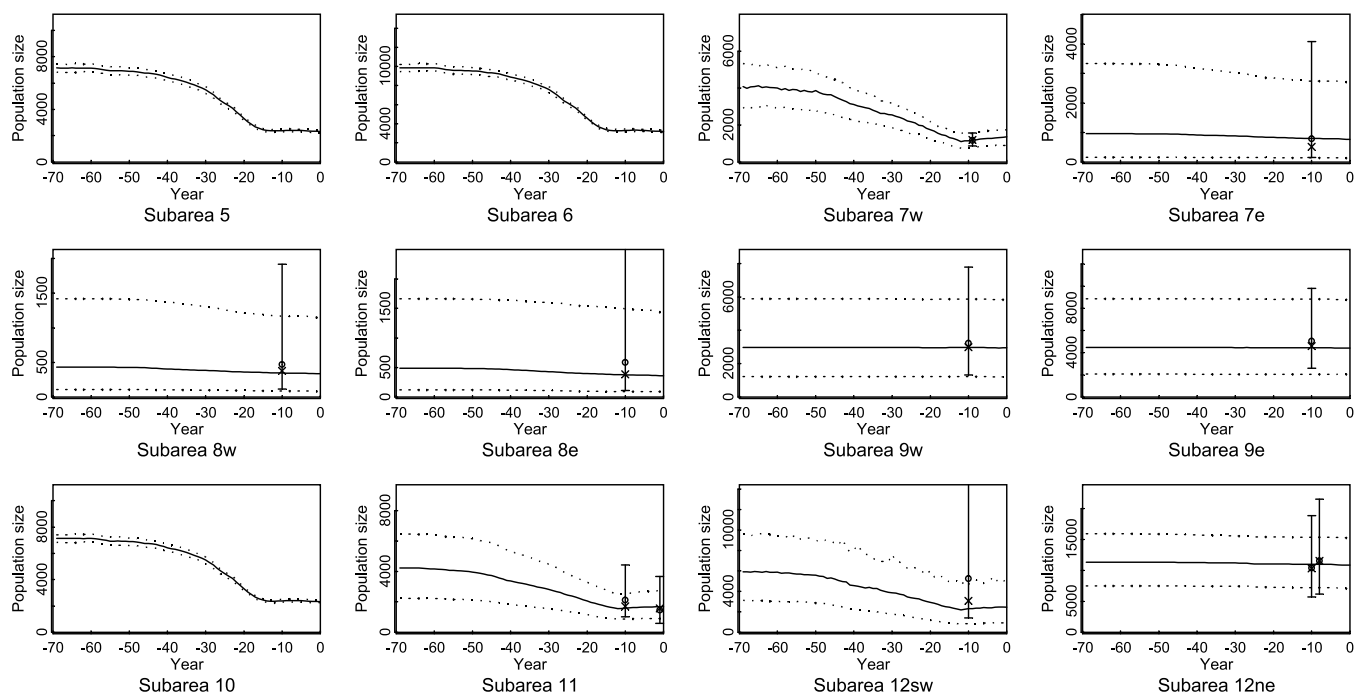 Population size
0 4000 8000
-70 -60 -50 -40 -30 -20 -10 0
Year
Subarea 5
Population size
0 4000 10000
-70 -60 -50 -40 -30 -20 -10 0
Year
Subarea 6
Population size
0 2000 6000
-70 -60 -50 -40 -30 -20 -10 0
Year
Subarea 7w
Population size
0 2000 4000
-70 -60 -50 -40 -30 -20 -10 0
Year
Subarea 7e
Population size
0 500 1500
-70 -60 -50 -40 -30 -20 -10 0
Year
Subarea 8w
Population size
0 500 1500
-70 -60 -50 -40 -30 -20 -10 0
Year
Subarea 8e
Population size
0 2000 6000
-70 -60 -50 -40 -30 -20 -10 0
Year
Subarea 9w
Population size
0 4000 8000
-70 -60 -50 -40 -30 -20 -10 0
Year
Subarea 9e
Population size
0 4000 8000
-70 -60 -50 -40 -30 -20 -10 0
Year
Subarea 10
Population size
0 4000 8000
-70 -60 -50 -40 -30 -20 -10 0
Year
Subarea 11
Population size
0 4000 10000
-70 -60 -50 -40 -30 -20 -10 0
Year
Subarea 12sw
Population size
0 5000 15000
-70 -60 -50 -40 -30 -20 -10 0
Year
Subarea 12ne